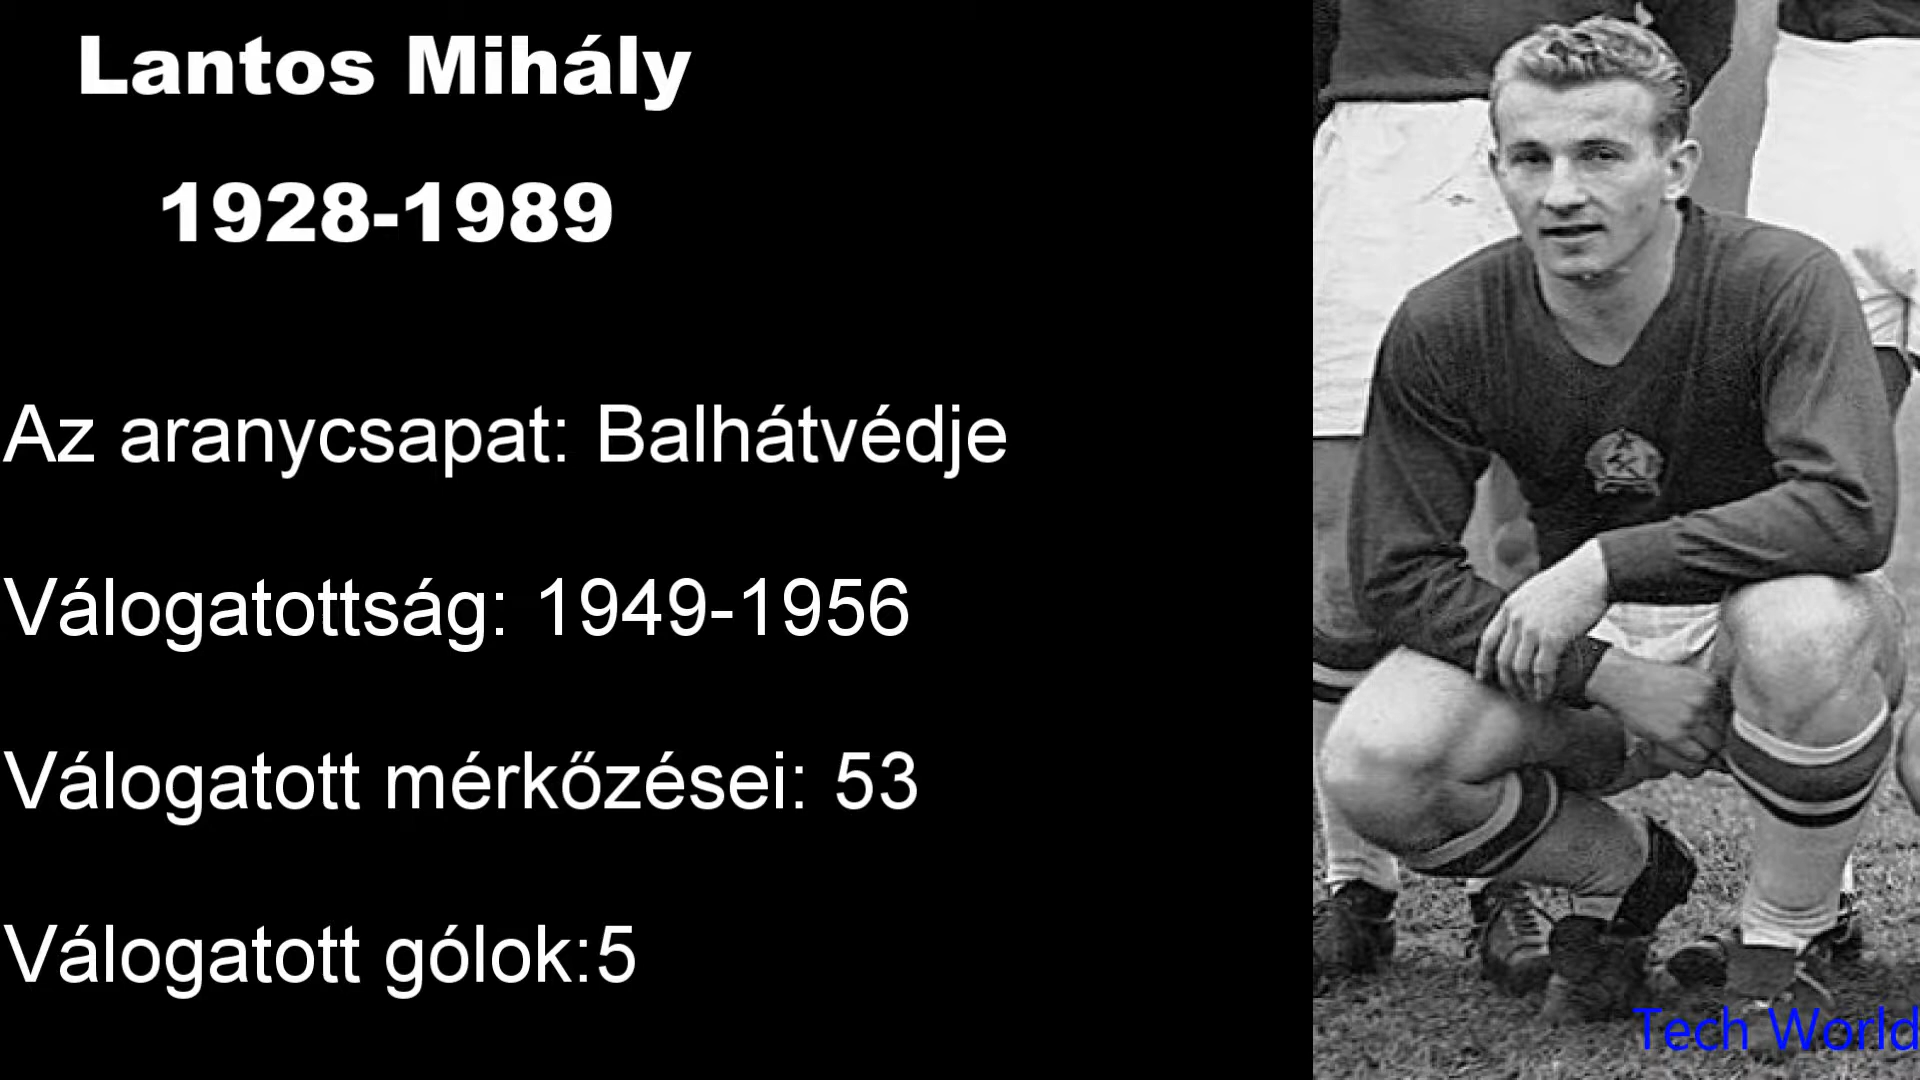 Lantos Mihály
1928-1989
Az aranycsapat: Balhátvédje
Válogatottság: 1949-1956
Válogatott mérkőzései: 53
Válogatott gólok:5
Tech World